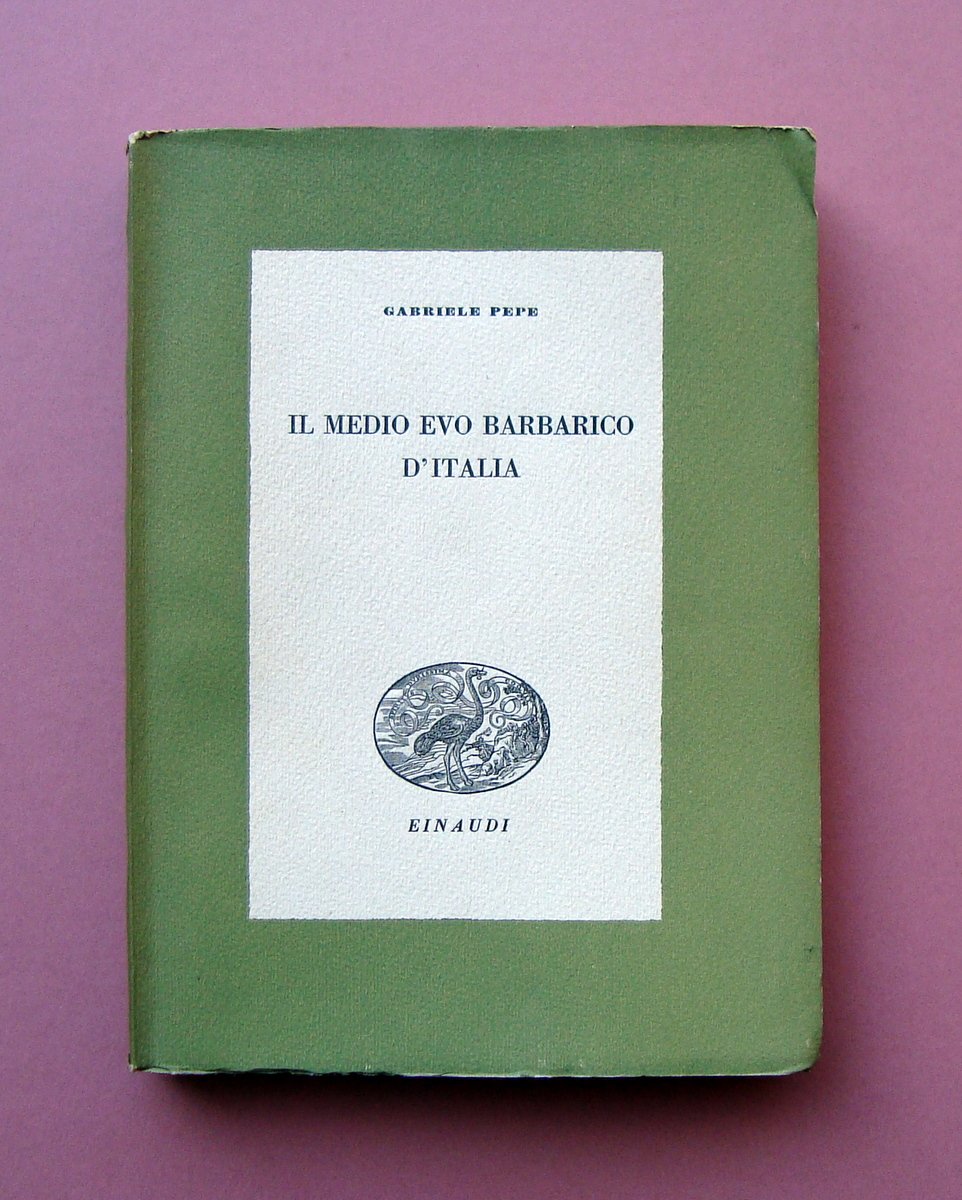 GABRIELE PEPE
IL MEDIO EVO BARBARICO
D'ITALIA
EINAUDI